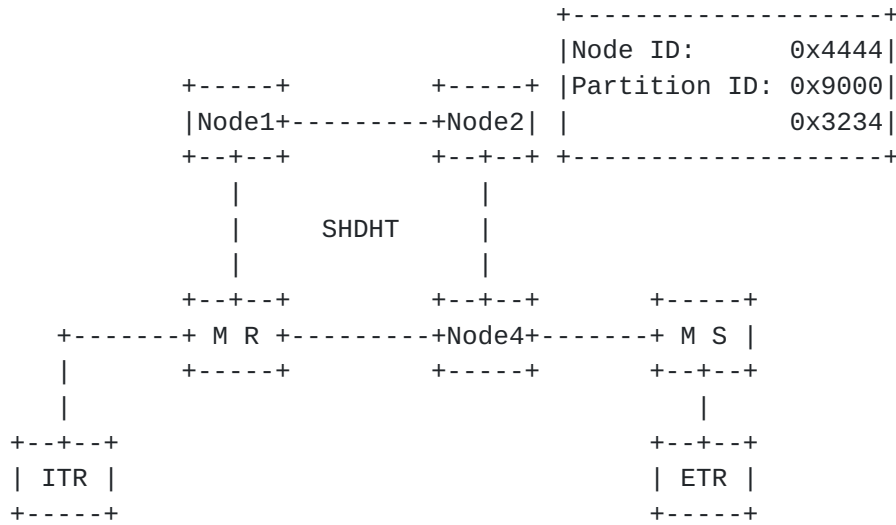 Node ID: 0x4444
Partition ID: 0x9000
Node1 Node2 0x3234
SHDHT
M R Node4 M S
ITR ETR